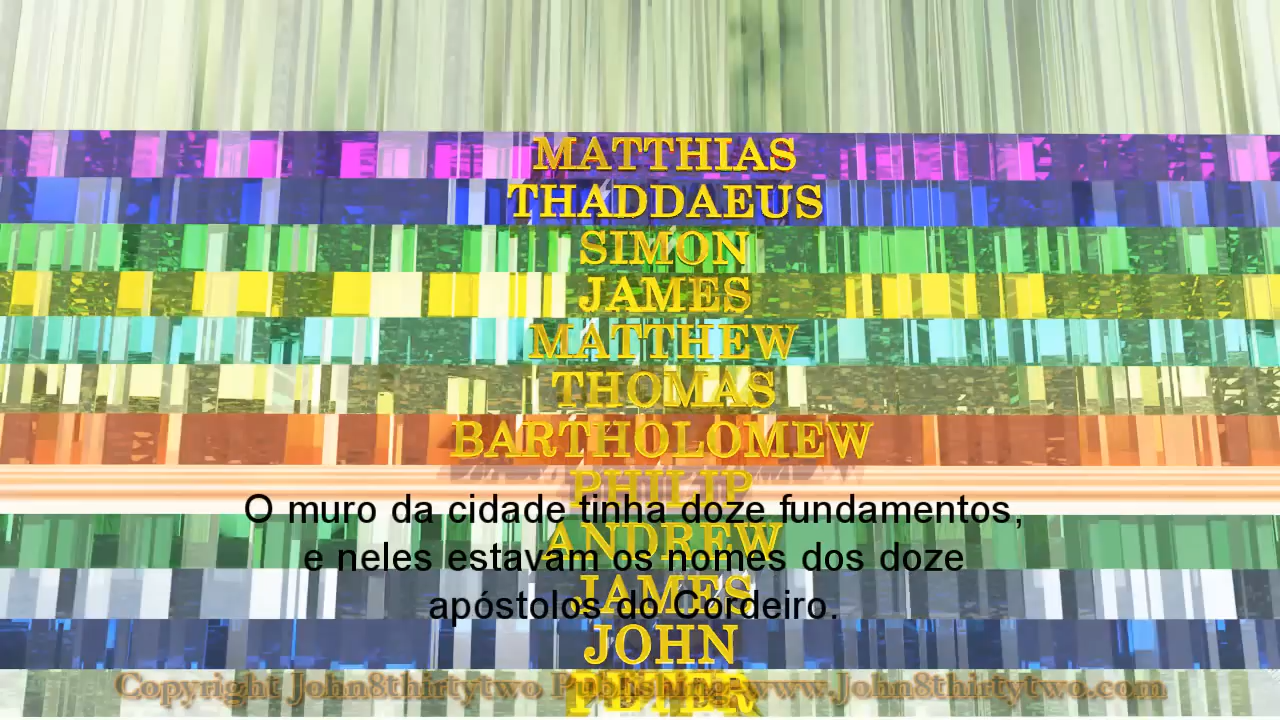 MATTHIAS
THADDAEUS
SIMON
JAMES
MATTHEW
THOMAS
BARTHOLOMEW
PHILIP
O muro da cidade tinha doze fundamentos,
ANDREW
e neles estavam os nomes dos doze
JAMES
apóstolos do Cordeiro.
JOHN
Copyright John8thirtytwo Publishing www.John8thirtytwo.com
PETER